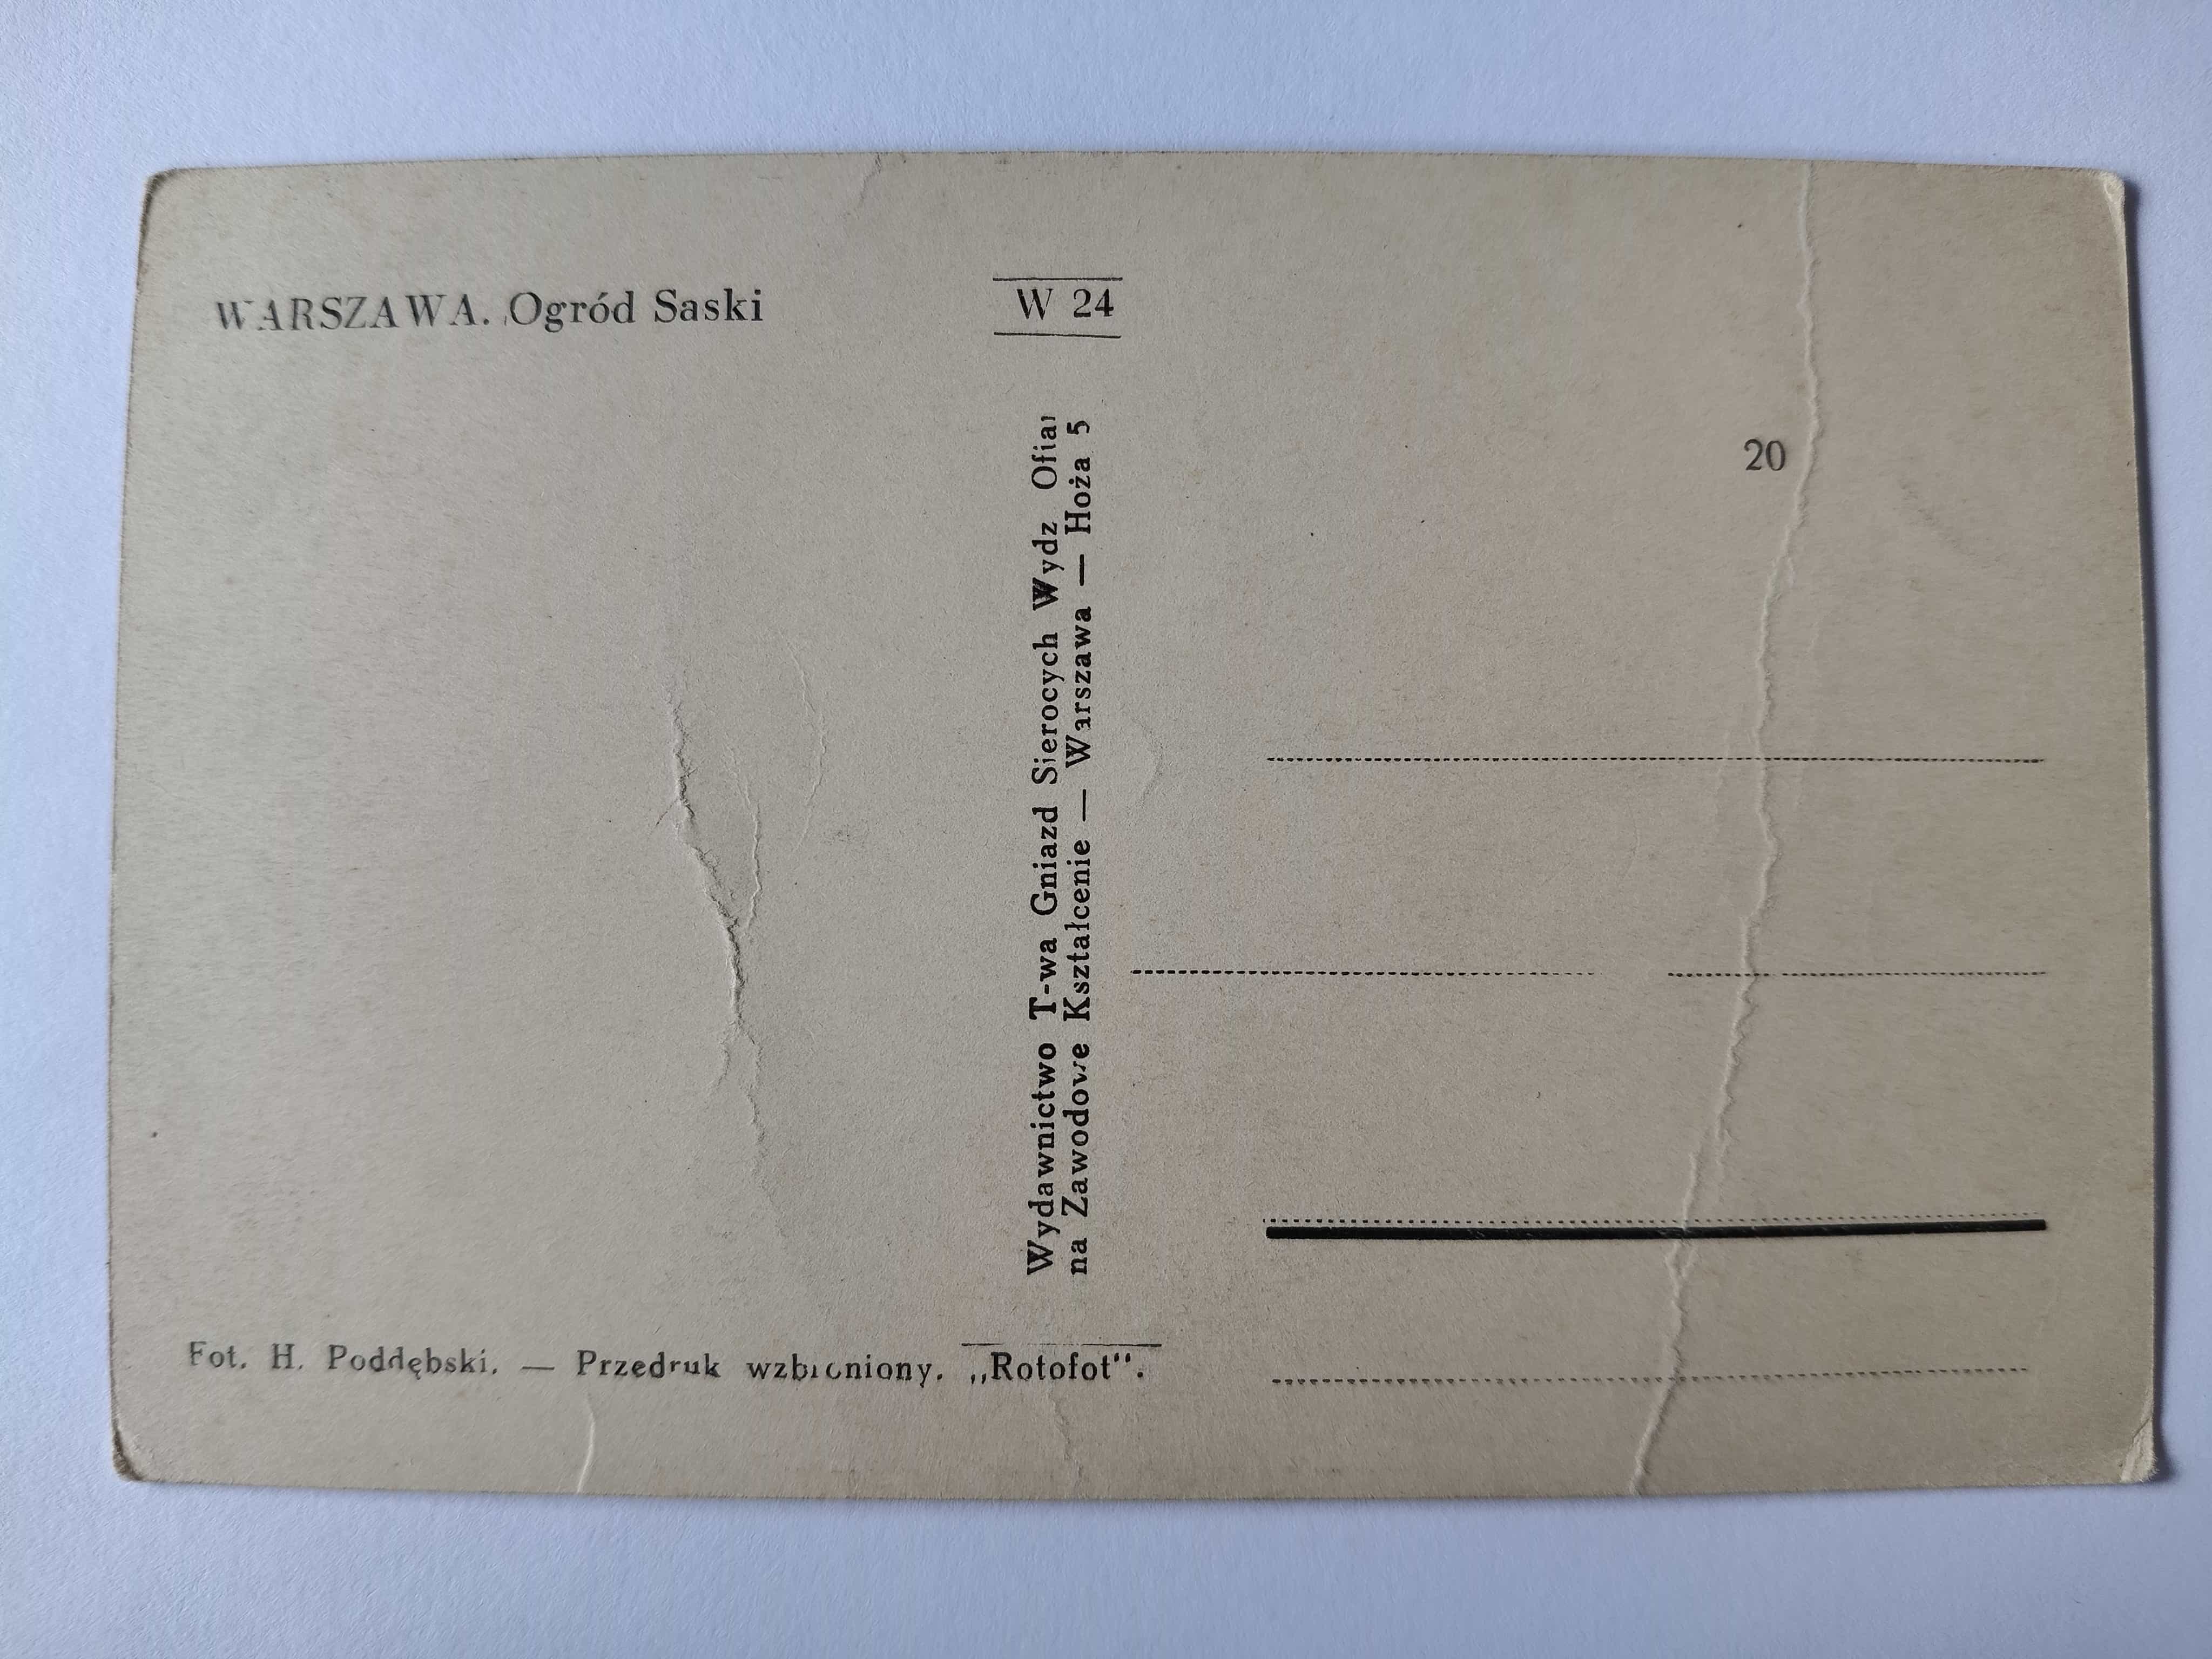 WARSZAWA. Ogród Saski
W 24
20
Wydawnictwo T-wa Gniazd Sierocych Wydz Ofiar
na Zawodowe Kształcenie — Warszawa — Hoża 5
Fot. H. Poddębski. — Przedruk wzbroniony. „Rotofot".